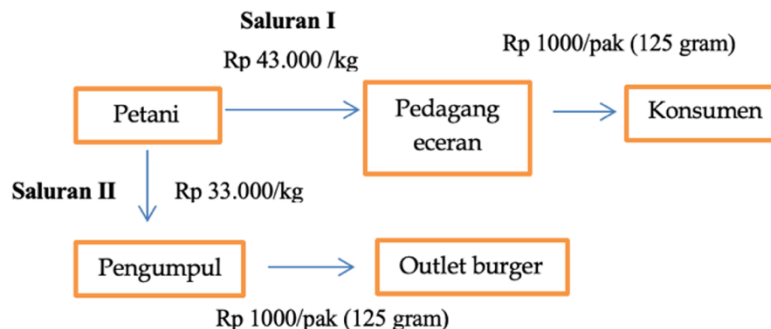 Saluran I
Rp 43.000 /kg
Rp 1000/pak (125 gram)
Petani
Pedagang
eceran
Konsumen
Saluran II
Rp 33.000/kg
Pengumpul
Outlet burger
Rp 1000/pak (125 gram)